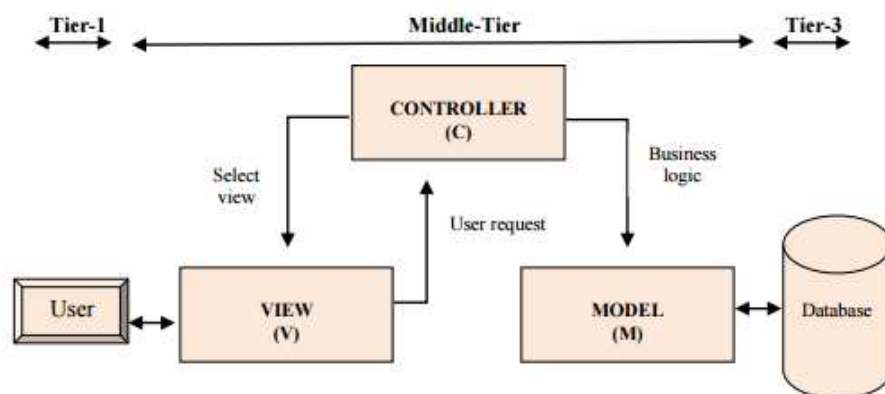 Tier-1
Middle-Tier
Tier-3
CONTROLLER
(C)
Select
view
Business
logic
User request
User
VIEW
(V)
MODEL
(M)
Database